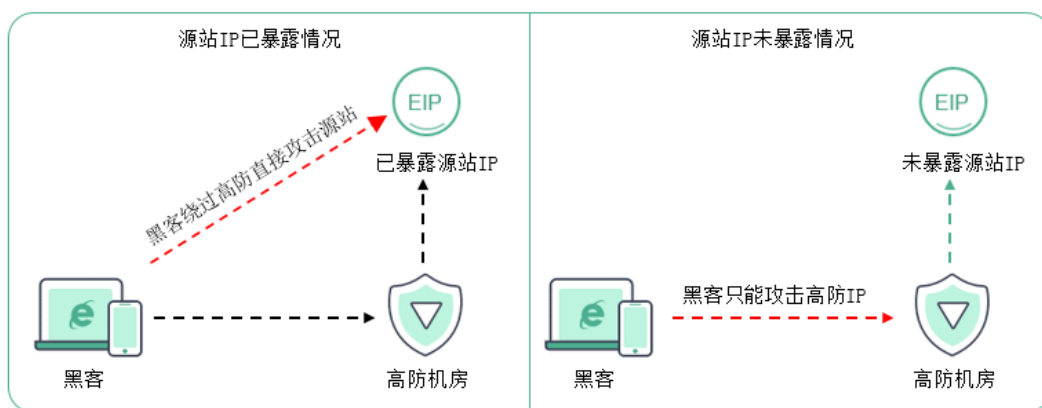 源站IP已暴露情况
EIP
已暴露源站IP
黑客绕过高防直接攻击源站
黑客
高防机房
源站IP未暴露情况
EIP
未暴露源站IP
黑客只能攻击高防IP
黑客
高防机房